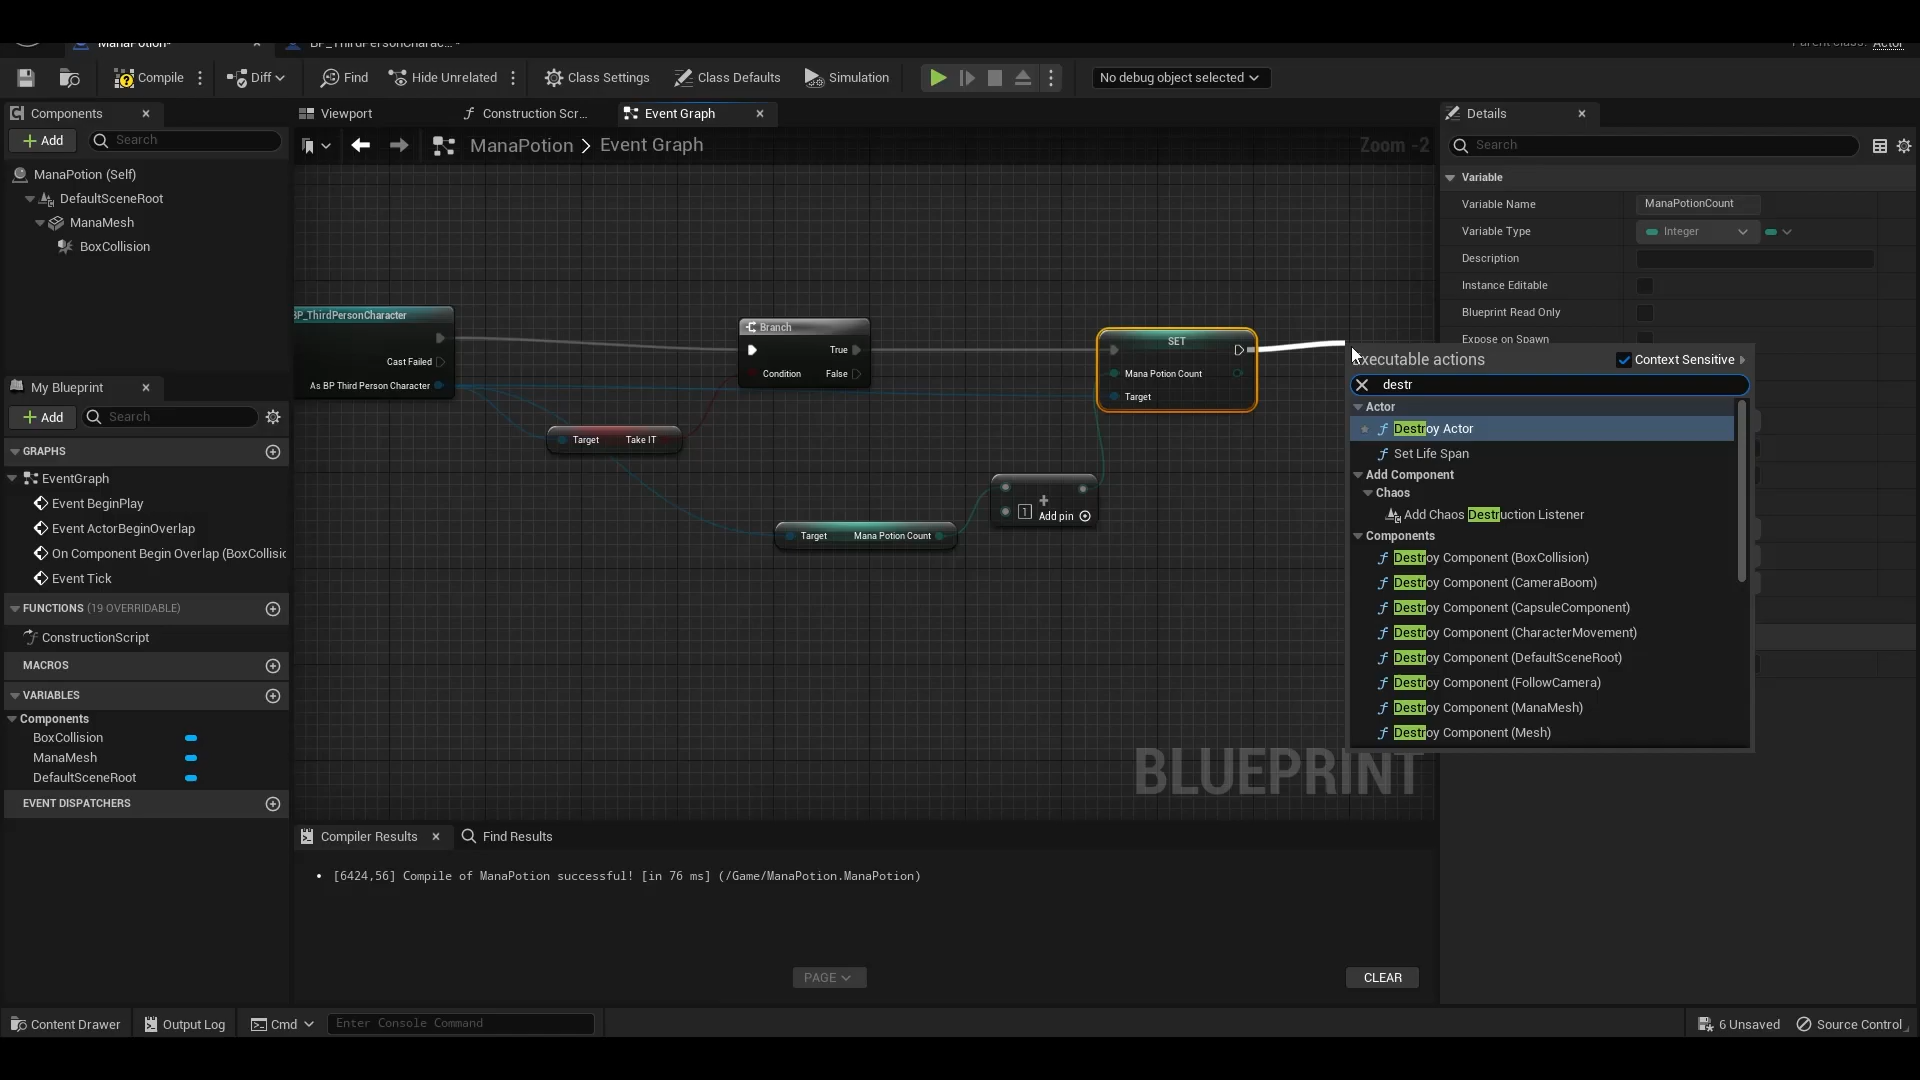 ManaPotion*
BP_ThirdPersonCharac...*
Parent class: Actor
Compile
Diff
Find
Hide Unrelated
Class Settings
Class Defaults
Simulation
No debug object selected
Components
Viewport
Construction Scr...
Event Graph
Details
Add
Search
ManaPotion > Event Graph
Zoom -2
Search
ManaPotion (Self)
DefaultSceneRoot
ManaMesh
BoxCollision
Variable
Variable Name
ManaPotionCount
Variable Type
Integer
Description
Instance Editable
Blueprint Read Only
Expose on Spawn
BP_ThirdPersonCharacter
Cast Failed
As BP Third Person Character
Branch
True
Condition
False
SET
Mana Potion Count
Target
Target
Take IT
Target
Mana Potion Count
+
1
Add pin
Executable actions
Context Sensitive
destr
Actor
Destroy Actor
Set Life Span
Add Component
Chaos
Add Chaos Destruction Listener
Components
Destroy Component (BoxCollision)
Destroy Component (CameraBoom)
Destroy Component (CapsuleComponent)
Destroy Component (CharacterMovement)
Destroy Component (DefaultSceneRoot)
Destroy Component (FollowCamera)
Destroy Component (ManaMesh)
Destroy Component (Mesh)
BLUEPRINT
My Blueprint
Add
Search
GRAPHS
EventGraph
Event BeginPlay
Event ActorBeginOverlap
On Component Begin Overlap (BoxCollisic
Event Tick
FUNCTIONS (19 OVERRIDABLE)
ConstructionScript
MACROS
VARIABLES
Components
BoxCollision
ManaMesh
DefaultSceneRoot
EVENT DISPATCHERS
Compiler Results
Find Results
[6424,56] Compile of ManaPotion successful! [in 76 ms] (/Game/ManaPotion.ManaPotion)
PAGE
CLEAR
Content Drawer
Output Log
Cmd
Enter Console Command
6 Unsaved
Source Control